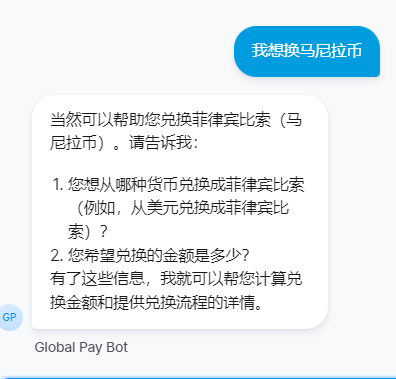 我想换马尼拉币
当然可以帮助您兑换菲律宾比索（马
尼拉币）。请告诉我：
1. 您想从哪种货币兑换成菲律宾比索
（例如，从美元兑换成菲律宾比
索）？
2. 您希望兑换的金额是多少？
有了这些信息，我就可以帮您计算兑
换金额和提供兑换流程的详情。
GP
Global Pay Bot